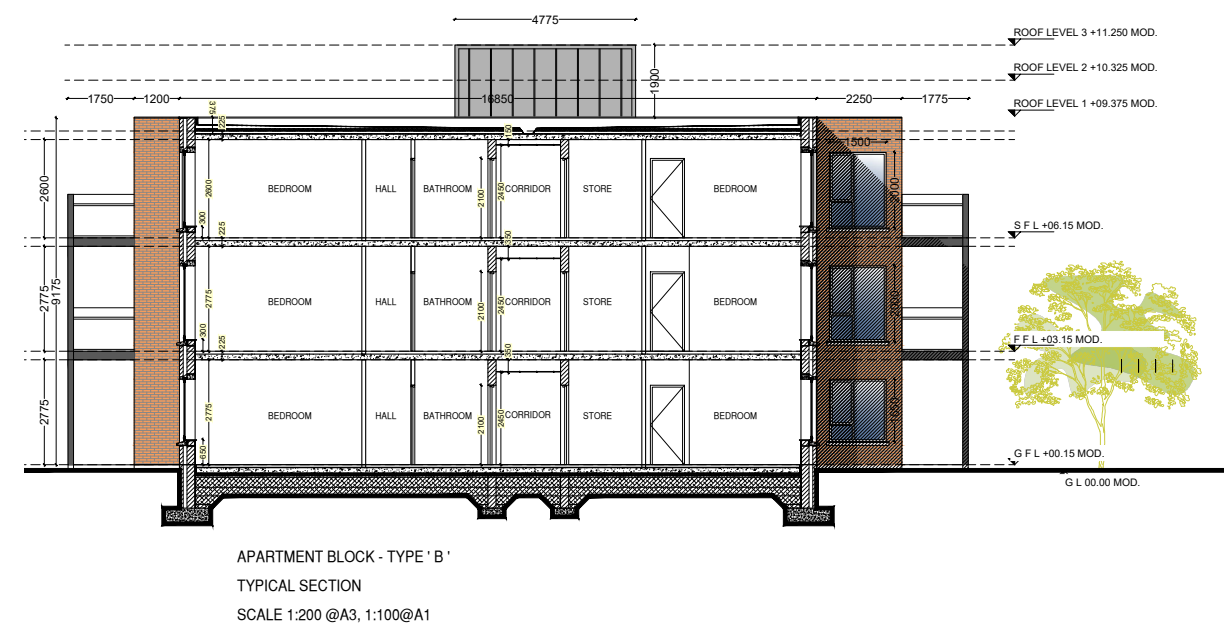 4775
ROOF LEVEL 3 +11.250 MOD.
ROOF LEVEL 2 +10.325 MOD.
1900
1750 1200 16850 2250 1775
ROOF LEVEL 1 +09.375 MOD.
375
225
150
1500
2600
2600
BEDROOM HALL BATHROOM 2100 2450 CORRIDOR STORE BEDROOM
2000
300
225
350
S F L +06.15 MOD.
2775
9175
2775
BEDROOM HALL BATHROOM 2100 2450 CORRIDOR STORE BEDROOM
2000
300
225
350
F F L +03.15 MOD.
2775
2775
BEDROOM HALL BATHROOM 2100 2450 CORRIDOR STORE BEDROOM
1650
650
G F L +00.15 MOD.
G L 00.00 MOD.
APARTMENT BLOCK - TYPE ' B '
TYPICAL SECTION
SCALE 1:200 @A3, 1:100@A1